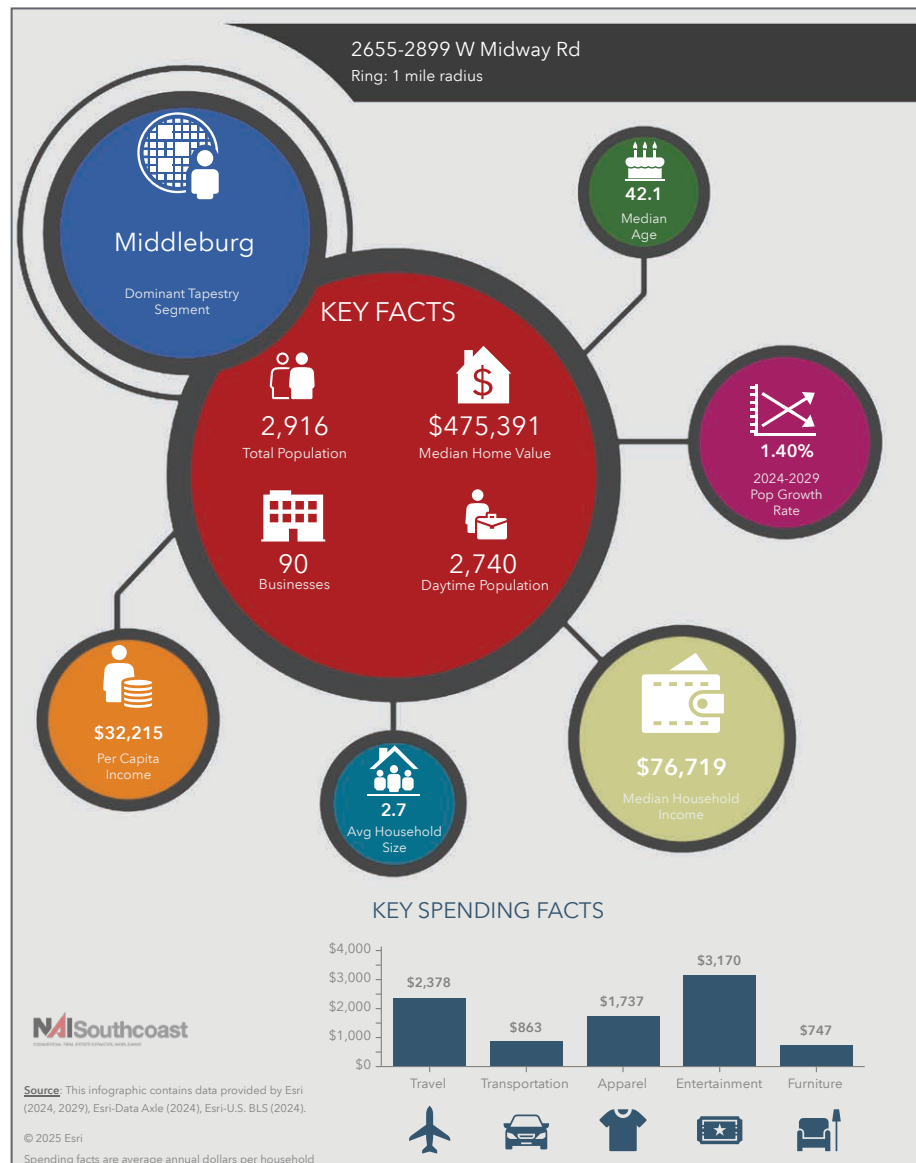 2655-2899 W Midway Rd
Ring: 1 mile radius
Middleburg
Dominant Tapestry
Segment
42.1
Median
Age
KEY FACTS
2,916
Total Population
$475,391
Median Home Value
90
Businesses
2,740
Daytime Population
1.40%
2024-2029
Pop Growth
Rate
$32,215
Per Capita
Income
2.7
Avg Household
Size
$76,719
Median Household
Income
KEY SPENDING FACTS
$4,000
$3,000
$2,000
$1,000
$0
$2,378
$863
$1,737
$3,170
$747
Travel
Transportation
Apparel
Entertainment
Furniture
NAISouthcoast
COMMERCIAL REAL ESTATE SERVICES, WORLDWIDE
Source: This infographic contains data provided by Esri
(2024, 2029), Esri-Data Axle (2024), Esri-U.S. BLS (2024).
© 2025 Esri
Spending facts are average annual dollars per household